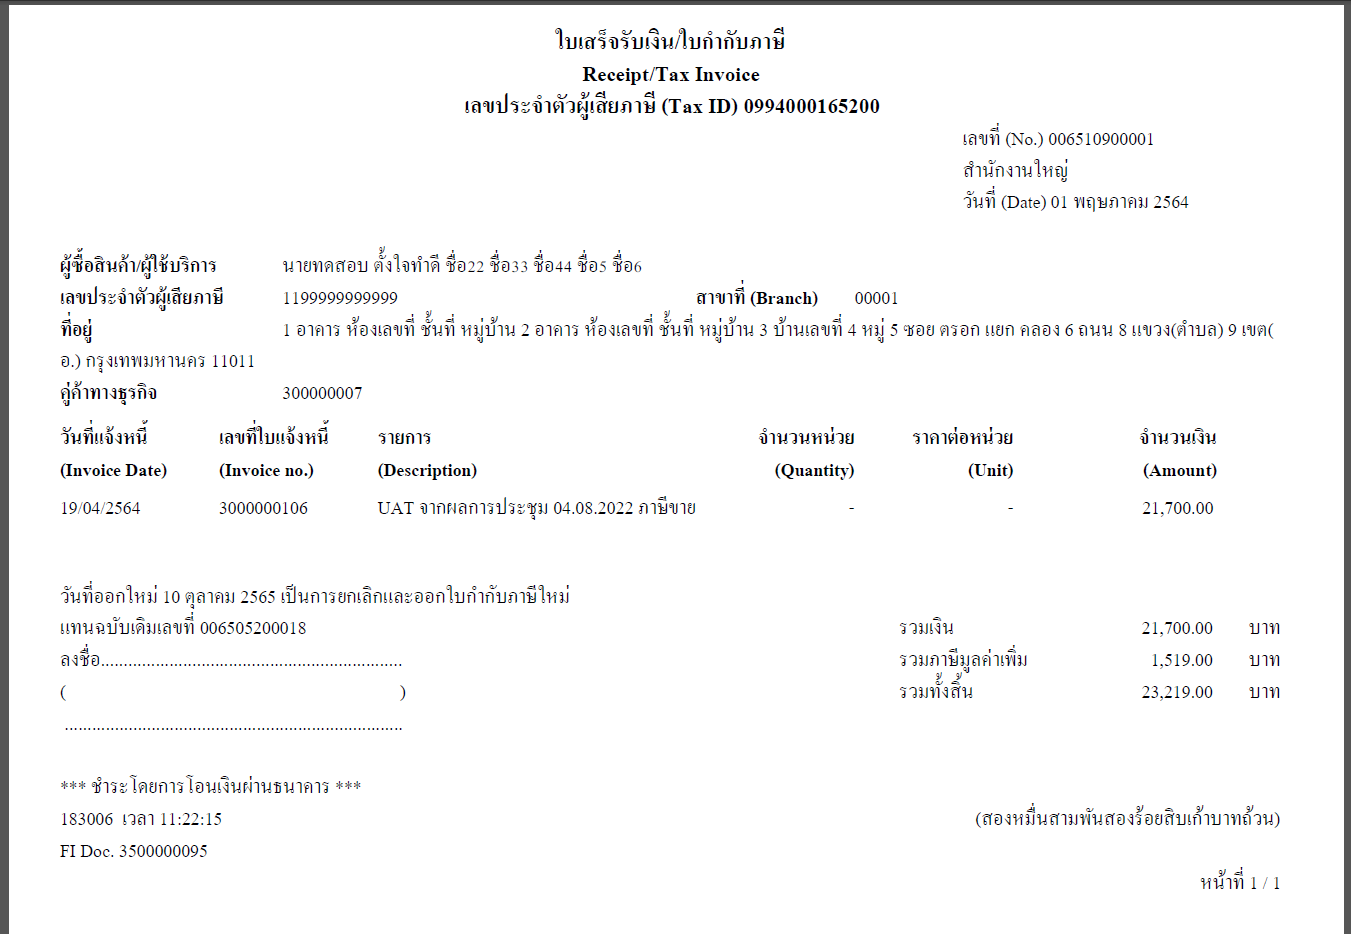 ใบเสร็จรับเงิน/ใบกำกับภาษี
Receipt/Tax Invoice
เลขประจำตัวผู้เสียภาษี (Tax ID) 0994000165200
เลขที่ (No.) 006510900001
สำนักงานใหญ่
วันที่ (Date) 01 พฤษภาคม 2564
ผู้ซื้อสินค้า/ผู้ใช้บริการ นายทดสอบ ตั้งใจทำดี ชื่อ22 ชื่อ33 ชื่อ44 ชื่อ5 ชื่อ6
เลขประจำตัวผู้เสียภาษี 1199999999999 สาขาที่ (Branch) 00001
ที่อยู่ 1 อาคาร ห้องเลขที่ ชั้นที่ หมู่บ้าน 2 อาคาร ห้องเลขที่ ชั้นที่ หมู่บ้าน 3 บ้านเลขที่ 4 หมู่ 5 ซอย ตรอก แยก คลอง 6 ถนน 8 แขวง(ตำบล) 9 เขต(
อ.) กรุงเทพมหานคร 11011
คู่ค้าทางธุรกิจ 300000007
วันที่แจ้งหนี้ เลขที่ใบแจ้งหนี้ รายการ จำนวนหน่วย ราคาต่อหน่วย จำนวนเงิน
(Invoice Date) (Invoice no.) (Description) (Quantity) (Unit) (Amount)
19/04/2564 3000000106 UAT จากผลการประชุม 04.08.2022 ภาษีขาย - - 21,700.00
วันที่ออกใหม่ 10 ตุลาคม 2565 เป็นการยกเลิกและออกใบกำกับภาษีใหม่
แทนฉบับเดิมเลขที่ 006505200018 รวมเงิน 21,700.00 บาท
ลงชื่อ.................................................................. รวมภาษีมูลค่าเพิ่ม 1,519.00 บาท
( ) รวมทั้งสิ้น 23,219.00 บาท
...........................................................................
*** ชำระโดยการโอนเงินผ่านธนาคาร ***
183006 เวลา 11:22:15 (สองหมื่นสามพันสองร้อยสิบเก้าบาทถ้วน)
FI Doc. 3500000095
หน้าที่ 1 / 1